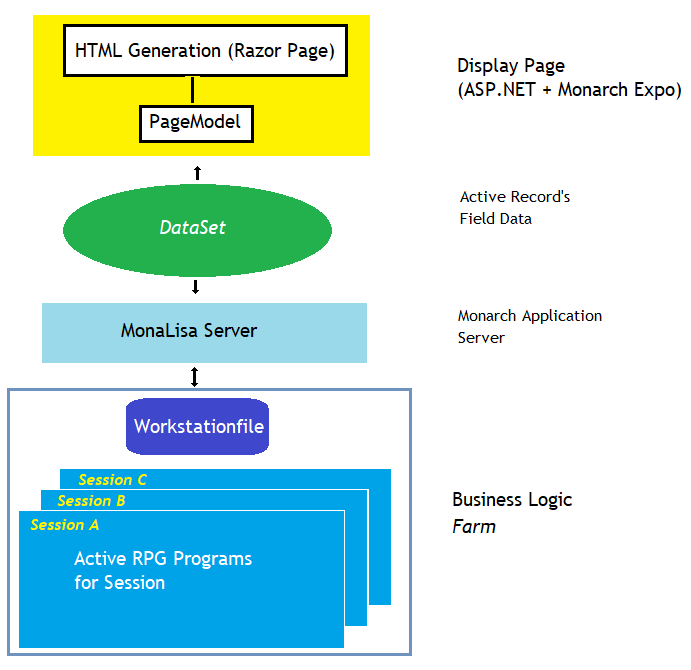 HTML Generation (Razor Page)
PageModel
Display Page
(ASP.NET + Monarch Expo)
DataSet
Active Record's
Field Data
MonaLisa Server
Monarch Application
Server
Workstationfile
Session C
Session B
Session A
Active RPG Programs
for Session
Business Logic
Farm